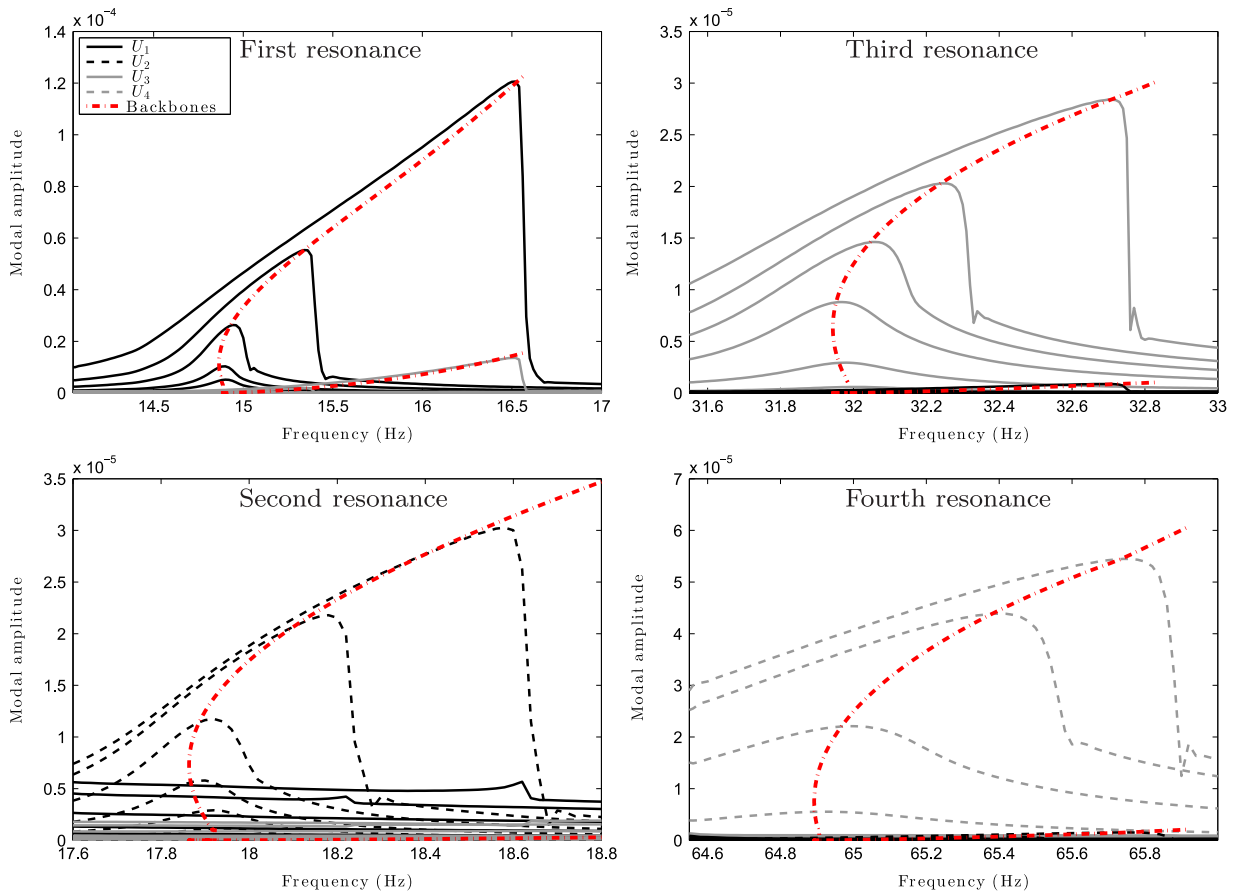 x 10⁻⁴
First resonance
U₁
U₂
U₃
U₄
Backbones
Modal amplitude
1.4
1.2
1
0.8
0.6
0.4
0.2
0
14.5 15 15.5 16 16.5 17
Frequency (Hz)
x 10⁻⁵
Third resonance
Modal amplitude
3.5
3
2.5
2
1.5
1
0.5
0
31.6 31.8 32 32.2 32.4 32.6 32.8 33
Frequency (Hz)
x 10⁻⁵
Second resonance
Modal amplitude
3.5
3
2.5
2
1.5
1
0.5
0
17.6 17.8 18 18.2 18.4 18.6 18.8
Frequency (Hz)
x 10⁻⁵
Fourth resonance
Modal amplitude
7
6
5
4
3
2
1
0
64.6 64.8 65 65.2 65.4 65.6 65.8
Frequency (Hz)